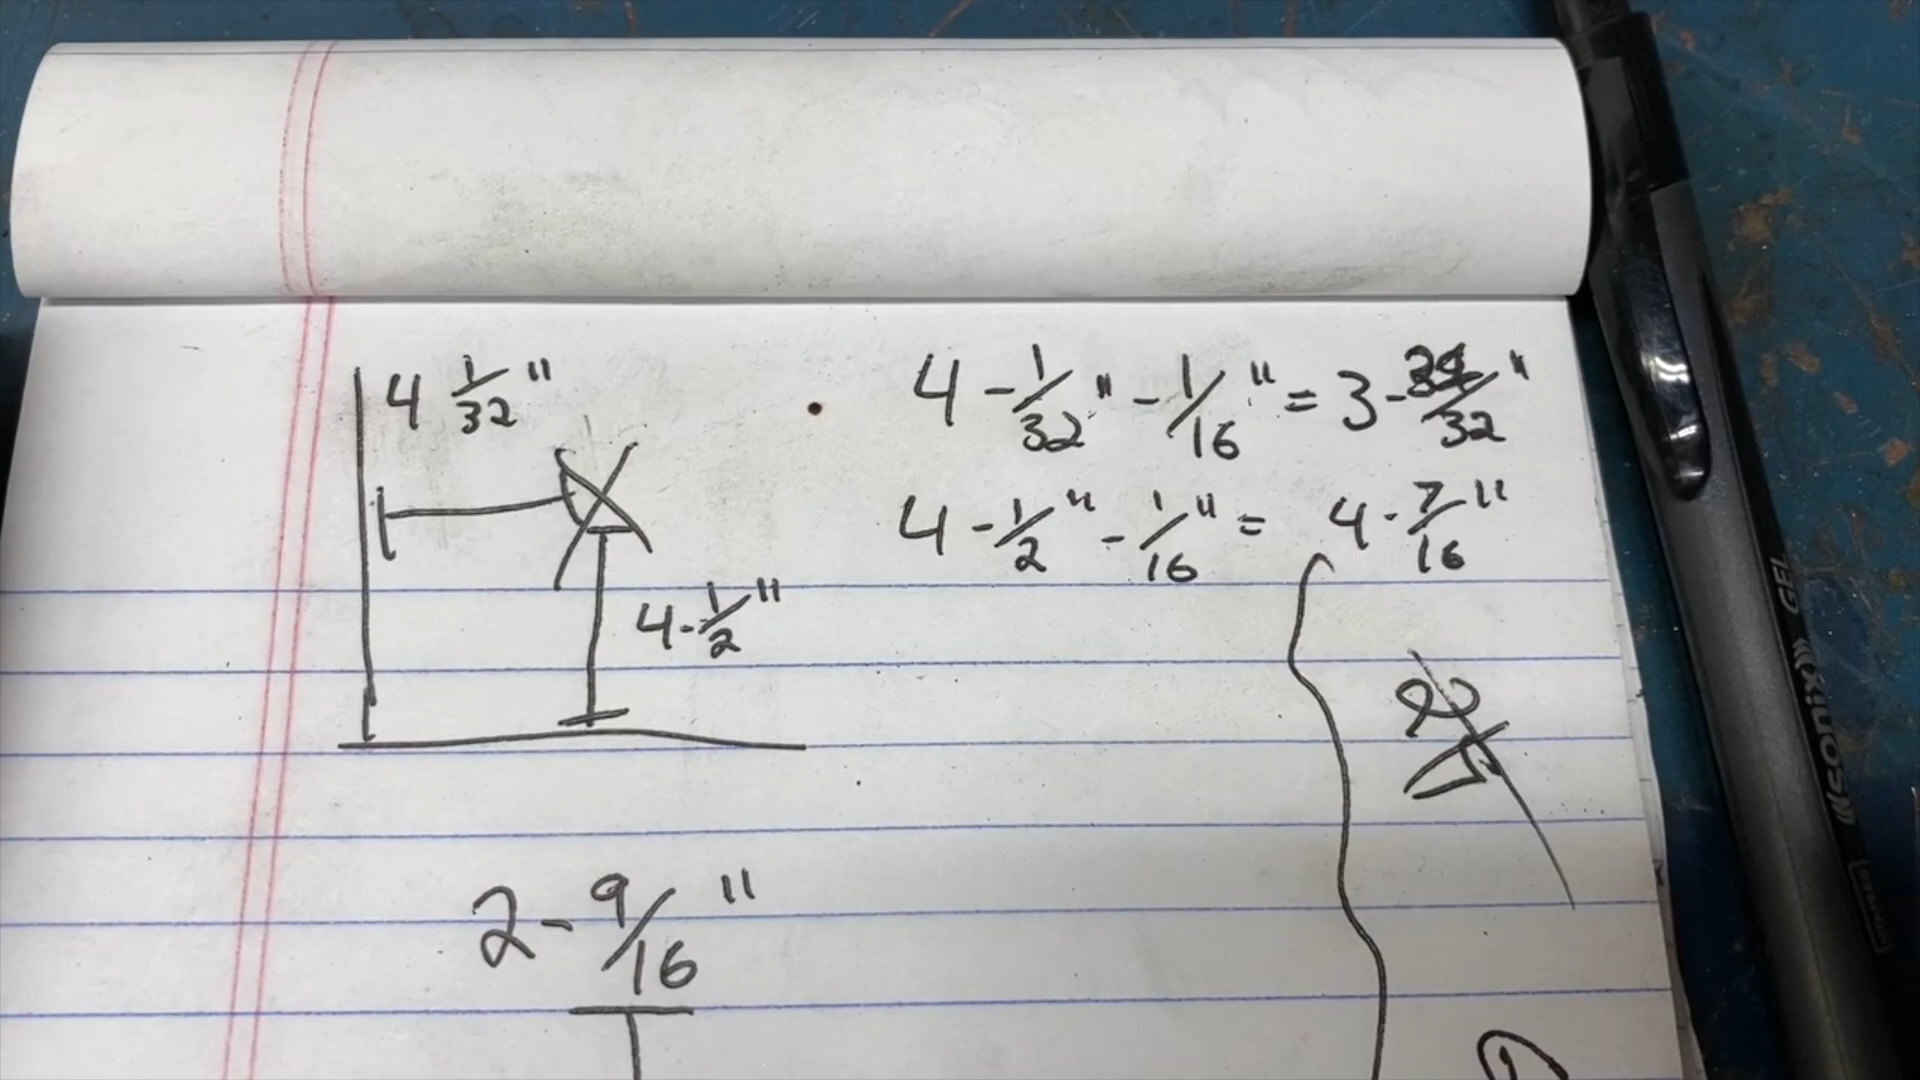 4 1/32"
4-1/32" - 1/16" = 3-31/32"
4-1/2" - 1/16" = 4-7/16"
4-1/2"
2-9/16"
GEL
uniball